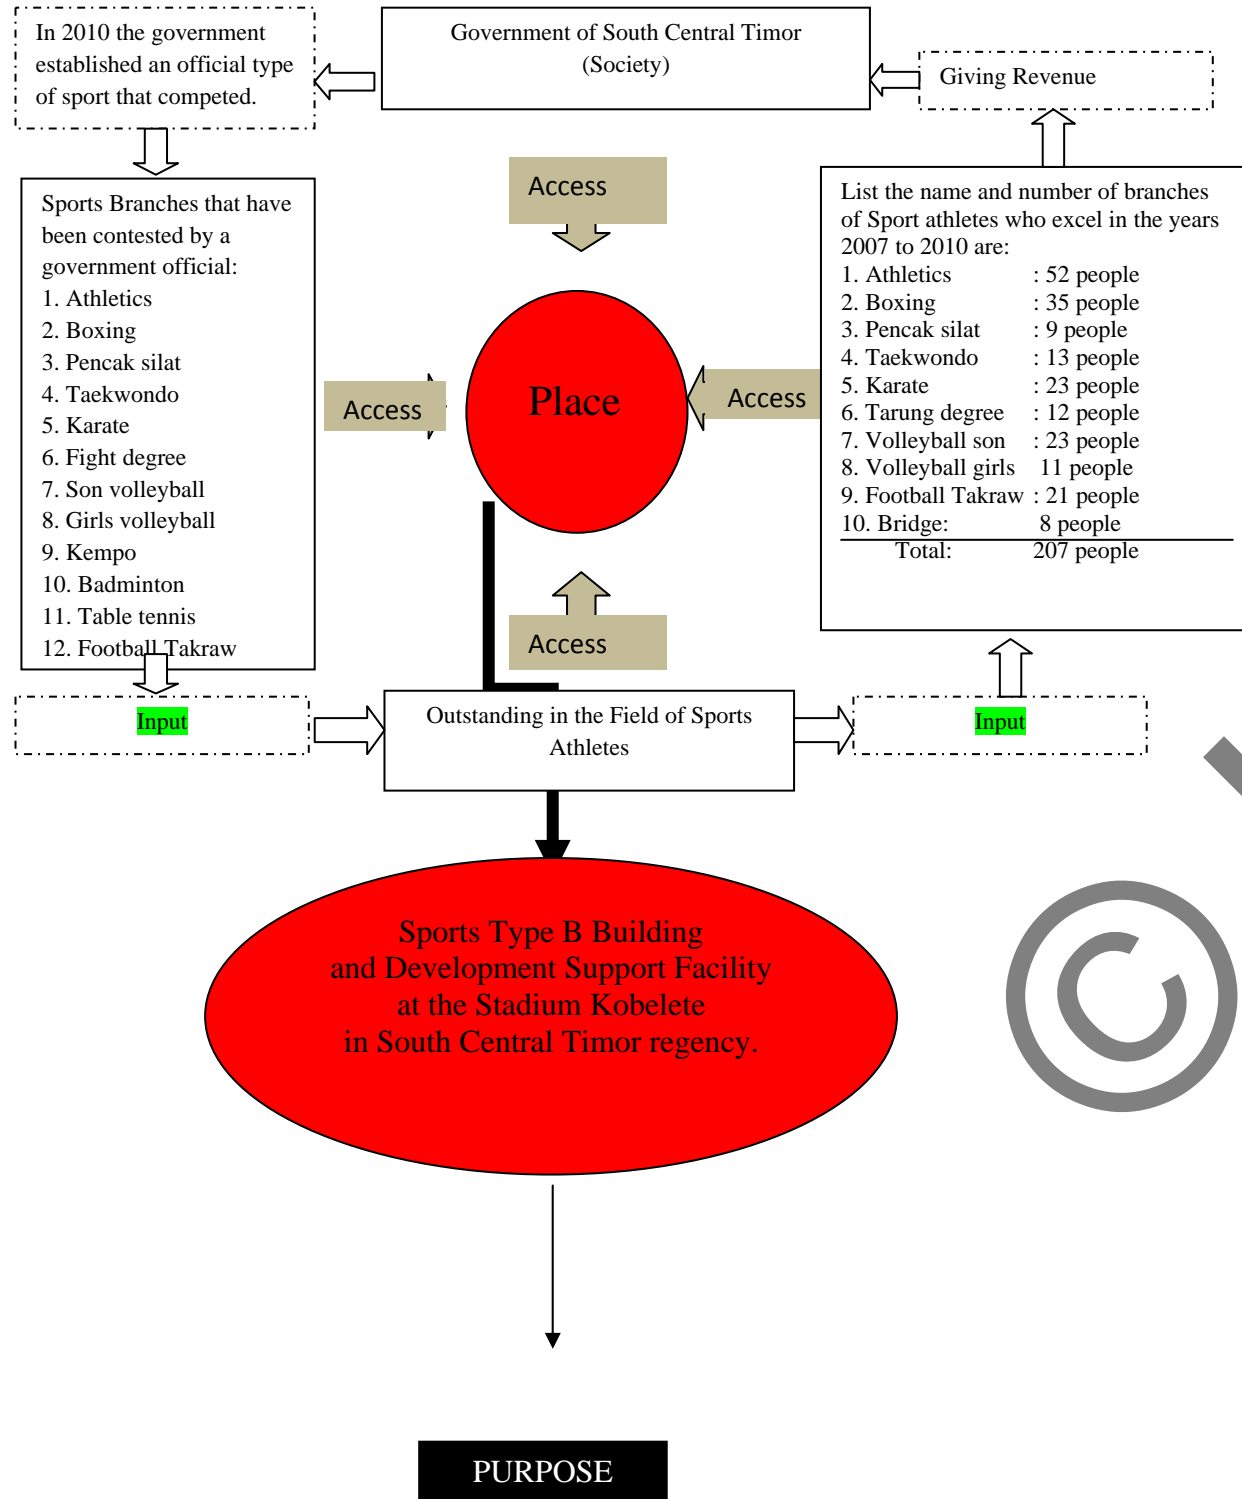 In 2010 the government
established an official type
of sport that competed.
Government of South Central Timor
(Society)
Giving Revenue
Sports Branches that have
been contested by a
government official:
1. Athletics
2. Boxing
3. Pencak silat
4. Taekwondo
5. Karate
6. Fight degree
7. Son volleyball
8. Girls volleyball
9. Kempo
10. Badminton
11. Table tennis
12. Football Takraw
Access
Access
Place
Access
Access
List the name and number of branches
of Sport athletes who excel in the years
2007 to 2010 are:
1. Athletics : 52 people
2. Boxing : 35 people
3. Pencak silat : 9 people
4. Taekwondo : 13 people
5. Karate : 23 people
6. Tarung degree : 12 people
7. Volleyball son : 23 people
8. Volleyball girls 11 people
9. Football Takraw : 21 people
10. Bridge: 8 people
Total: 207 people
Input
Outstanding in the Field of Sports
Athletes
Input
Sports Type B Building
and Development Support Facility
at the Stadium Kobelete
in South Central Timor regency.
©
PURPOSE